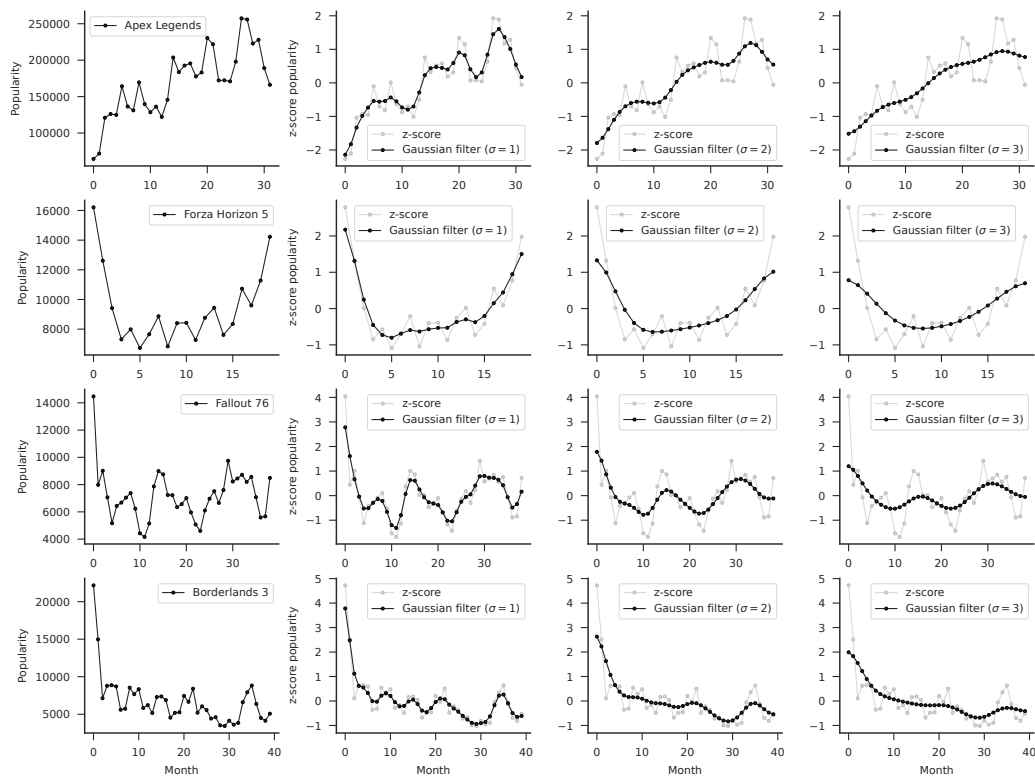 250000
200000
150000
100000
Popularity
Apex Legends
0 10 20 30
2
1
0
−1
−2
z-score popularity
z-score
Gaussian filter (σ = 1)
0 10 20 30
2
1
0
−1
−2
z-score
Gaussian filter (σ = 2)
0 10 20 30
2
1
0
−1
−2
z-score
Gaussian filter (σ = 3)
0 10 20 30
16000
14000
12000
10000
8000
Popularity
Forza Horizon 5
0 5 10 15
2
1
0
−1
z-score popularity
z-score
Gaussian filter (σ = 1)
0 5 10 15
2
1
0
−1
z-score
Gaussian filter (σ = 2)
0 5 10 15
2
1
0
−1
z-score
Gaussian filter (σ = 3)
0 5 10 15
14000
12000
10000
8000
6000
4000
Popularity
Fallout 76
0 10 20 30
4
3
2
1
0
−1
z-score popularity
z-score
Gaussian filter (σ = 1)
0 10 20 30
4
3
2
1
0
−1
z-score
Gaussian filter (σ = 2)
0 10 20 30
4
3
2
1
0
−1
z-score
Gaussian filter (σ = 3)
0 10 20 30
20000
15000
10000
5000
Popularity
Borderlands 3
0 10 20 30 40
Month
5
4
3
2
1
0
−1
z-score popularity
z-score
Gaussian filter (σ = 1)
0 10 20 30 40
Month
5
4
3
2
1
0
−1
z-score
Gaussian filter (σ = 2)
0 10 20 30 40
Month
5
4
3
2
1
0
−1
z-score
Gaussian filter (σ = 3)
0 10 20 30 40
Month